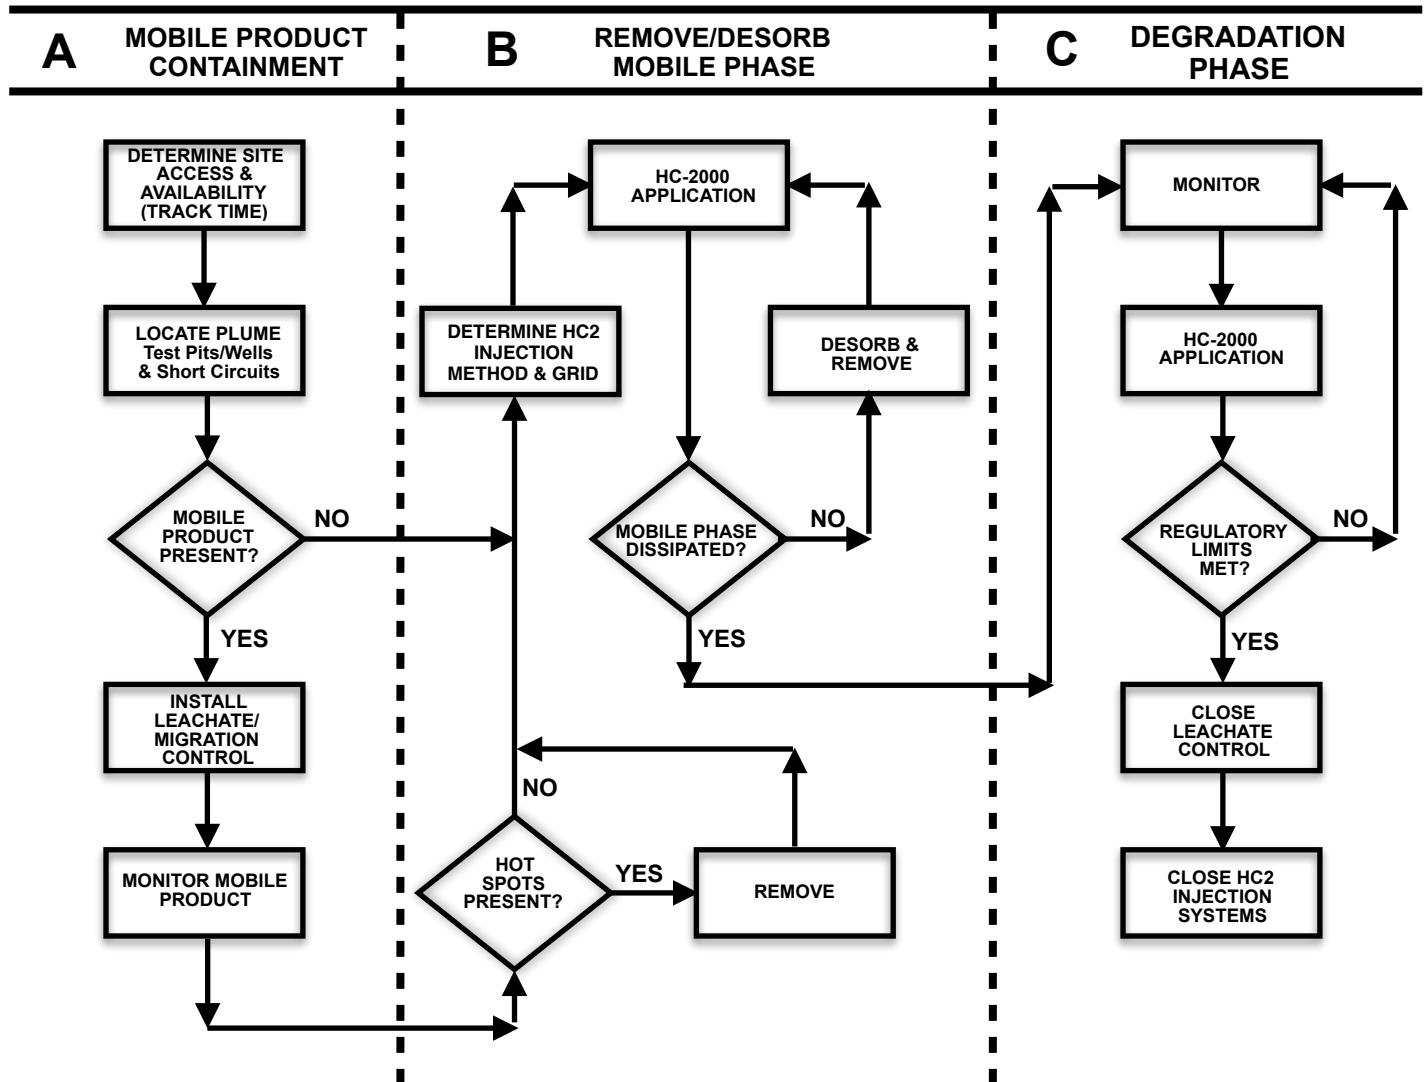 A
MOBILE PRODUCT
CONTAINMENT
B
REMOVE/DESORB
MOBILE PHASE
C
DEGRADATION
PHASE
DETERMINE SITE
ACCESS &
AVAILABILITY
(TRACK TIME)
LOCATE PLUME
Test Pits/Wells
& Short Circuits
MOBILE
PRODUCT
PRESENT?
NO
YES
INSTALL
LEACHATE/
MIGRATION
CONTROL
MONITOR MOBILE
PRODUCT
HC-2000
APPLICATION
DETERMINE HC2
INJECTION
METHOD & GRID
DESORB &
REMOVE
MOBILE PHASE
DISSIPATED?
NO
YES
NO
HOT
SPOTS
PRESENT?
YES
REMOVE
MONITOR
HC-2000
APPLICATION
REGULATORY
LIMITS
MET?
NO
YES
CLOSE
LEACHATE
CONTROL
CLOSE HC2
INJECTION
SYSTEMS